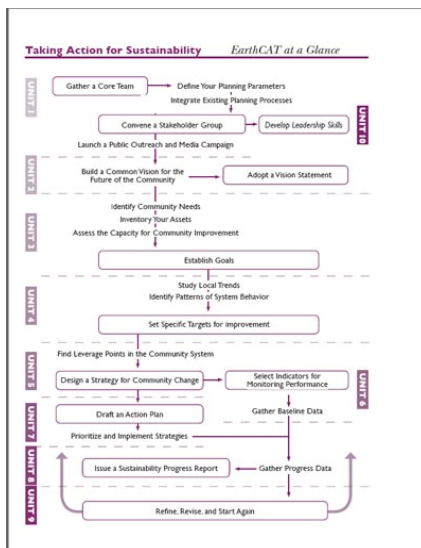 Taking Action for Sustainability EarthCAT at a Glance
UNIT 1
Gather a Core Team
Define Your Planning Parameters
Integrate Existing Planning Processes
Convene a Stakeholder Group
Develop Leadership Skills
UNIT 10
Launch a Public Outreach and Media Campaign
UNIT 2
Build a Common Vision for the
Future of the Community
Adopt a Vision Statement
UNIT 3
Identify Community Needs
Inventory Your Assets
Assess the Capacity for Community Improvement
Establish Goals
UNIT 4
Study Local Trends
Identify Patterns of System Behavior
Set Specific Targets for improvement
UNIT 5
Find Leverage Points in the Community System
Design a Strategy for Community Change
Select Indicators for
Monitoring Performance
UNIT 6
Gather Baseline Data
UNIT 7
Draft an Action Plan
Prioritize and Implement Strategies
UNIT 8
Issue a Sustainability Progress Report
Gather Progress Data
UNIT 9
Refine, Revise, and Start Again